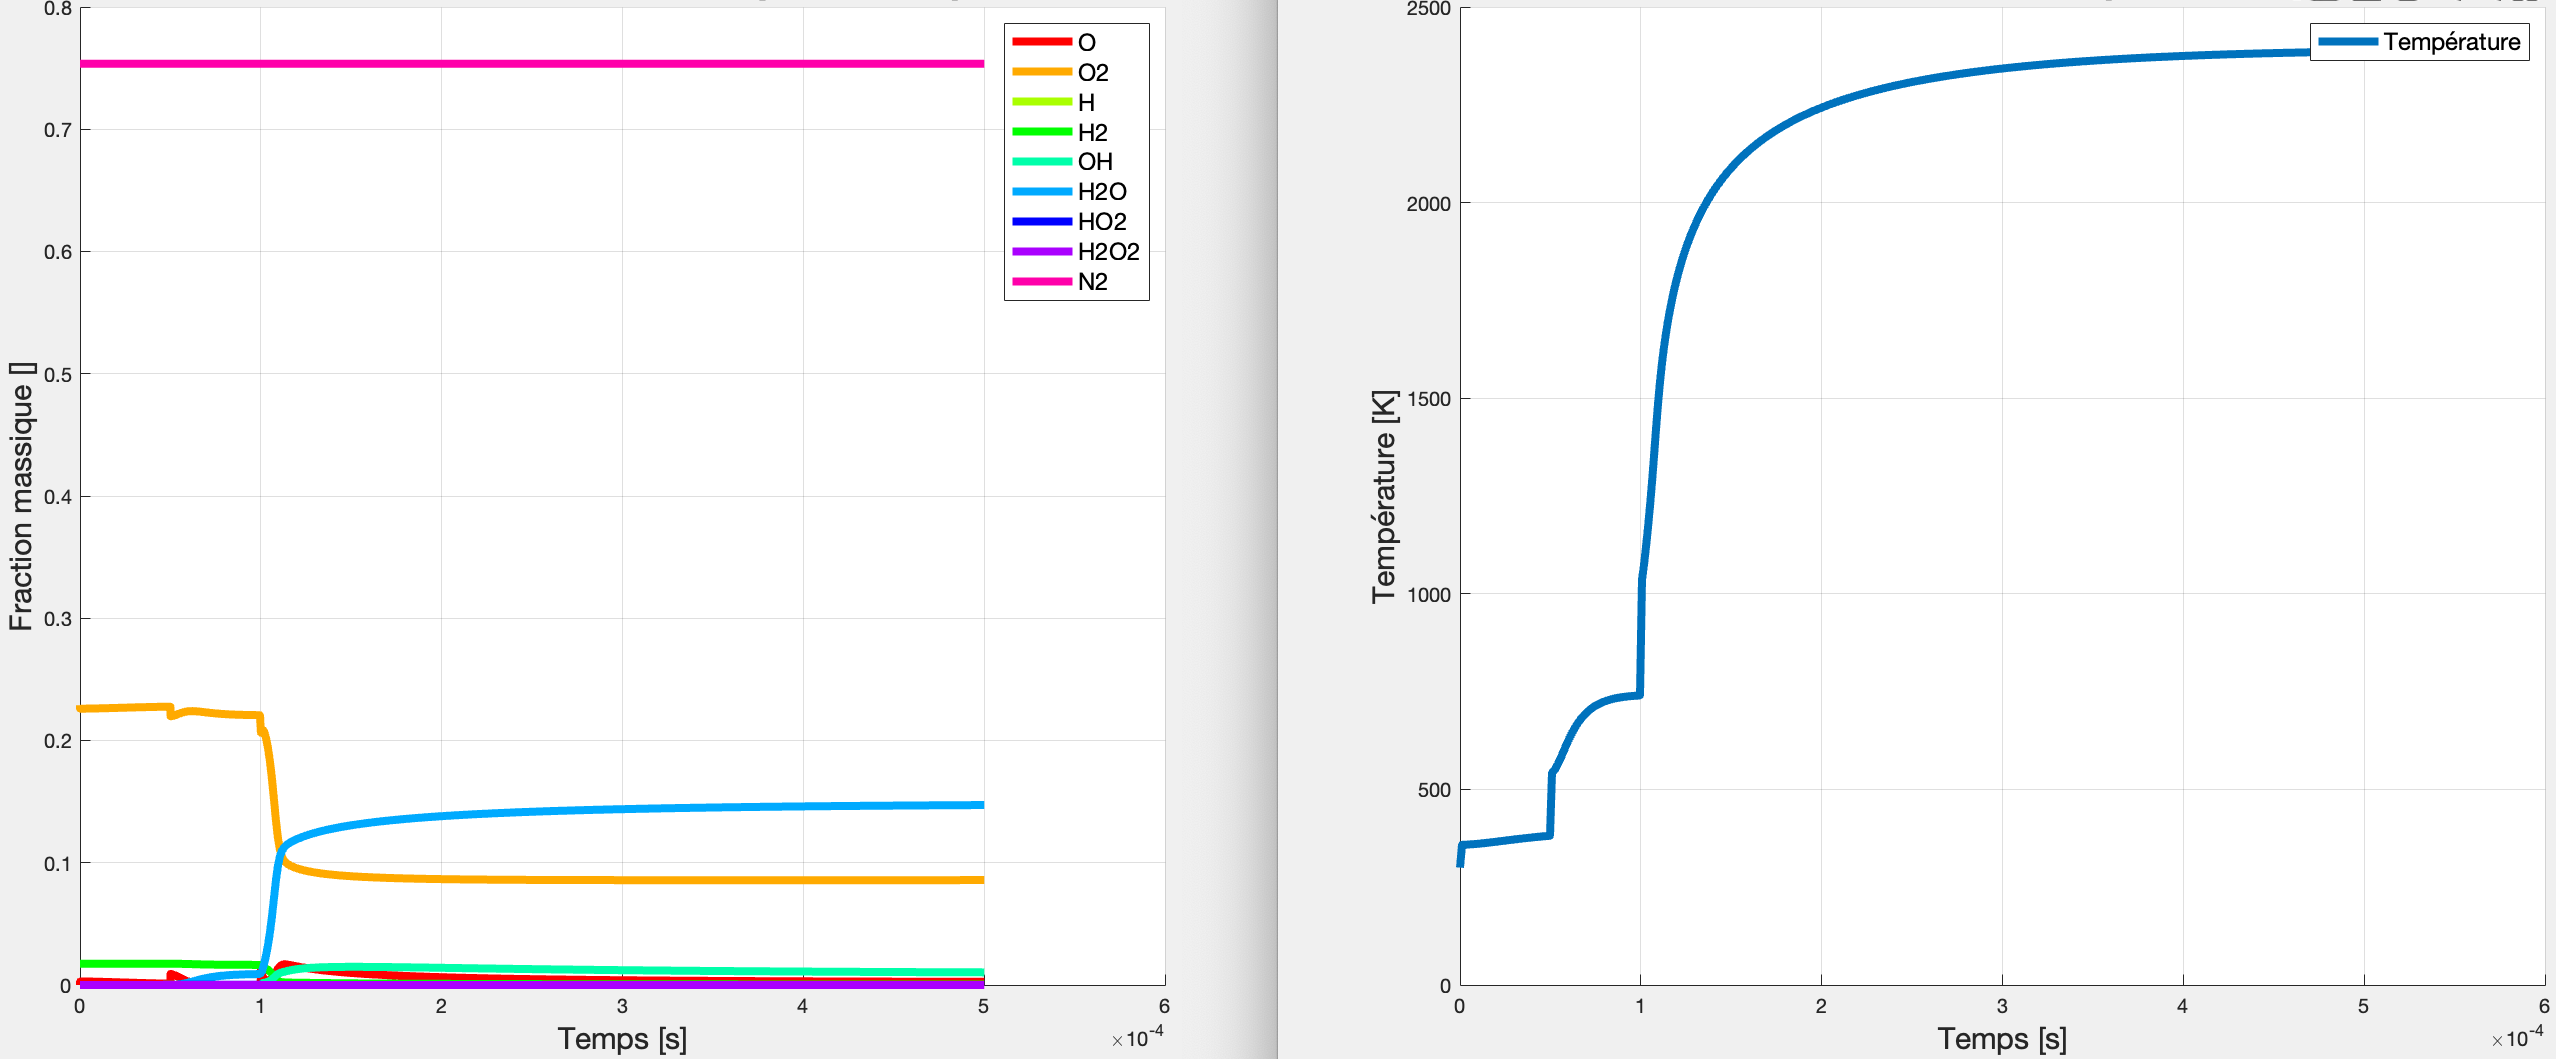 0.8
0.7
0.6
0.5
0.4
0.3
0.2
0.1
0
0 1 2 3 4 5 6
×10-4
Fraction massique []
Temps [s]
O
O2
H
H2
OH
H2O
HO2
H2O2
N2
2500
2000
1500
1000
500
0
0 1 2 3 4 5 6
×10-4
Température [K]
Temps [s]
Température